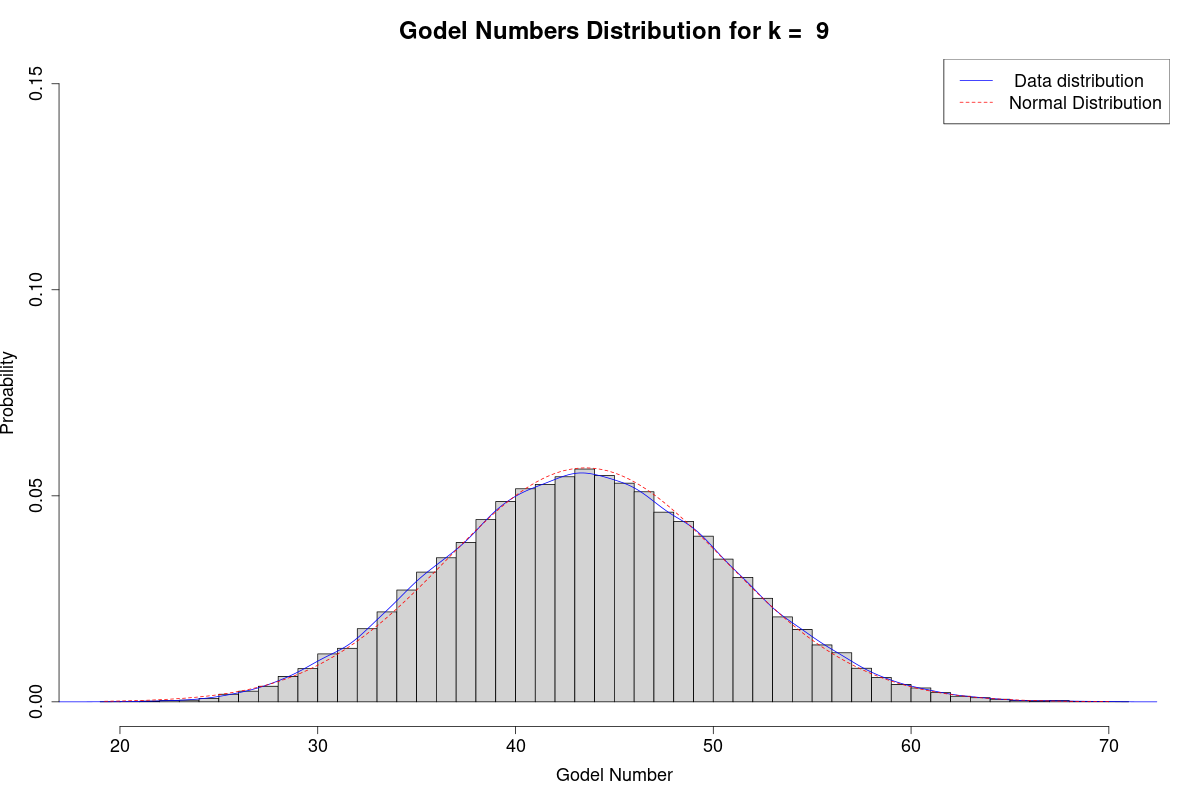 Godel Numbers Distribution for k =  9
Data distribution
Normal Distribution
Probability
0.15
0.10
0.05
0.00
20 30 40 50 60 70
Godel Number